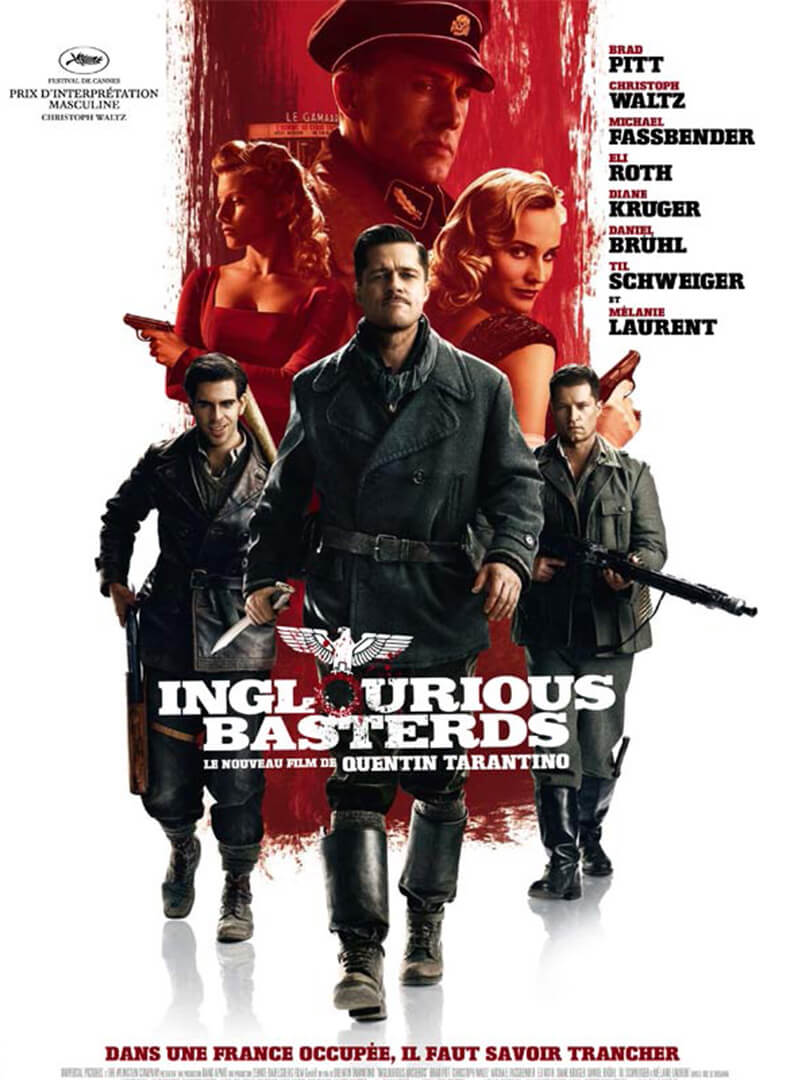 FESTIVAL DE CANNES
PRIX D'INTERPRÉTATION
MASCULINE
CHRISTOPH WALTZ
BRAD
PITT
CHRISTOPH
WALTZ
MICHAEL
FASSBENDER
ELI
ROTH
DIANE
KRUGER
DANIEL
BRÜHL
TIL
SCHWEIGER
ET
MÉLANIE
LAURENT
LE GAMAA
INGLOURIOUS
BASTERDS
LE NOUVEAU FILM DE QUENTIN TARANTINO
DANS UNE FRANCE OCCUPÉE, IL FAUT SAVOIR TRANCHER